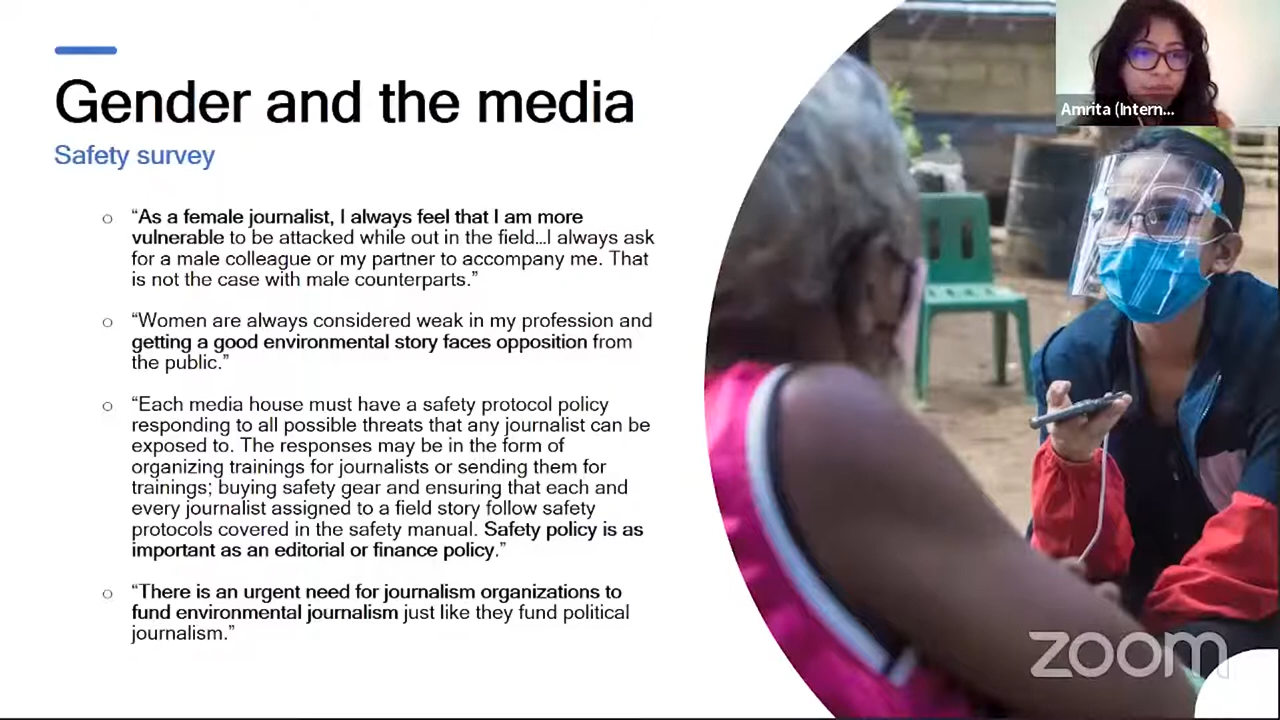 Gender and the media
Safety survey
“As a female journalist, I always feel that I am more
vulnerable to be attacked while out in the field...I always ask
for a male colleague or my partner to accompany me. That
is not the case with male counterparts.”
“Women are always considered weak in my profession and
getting a good environmental story faces opposition from
the public.”
“Each media house must have a safety protocol policy
responding to all possible threats that any journalist can be
exposed to. The responses may be in the form of
organizing trainings for journalists or sending them for
trainings; buying safety gear and ensuring that each and
every journalist assigned to a field story follow safety
protocols covered in the safety manual. Safety policy is as
important as an editorial or finance policy.”
“There is an urgent need for journalism organizations to
fund environmental journalism just like they fund political
journalism.”
Amrita (Intern...
zoom